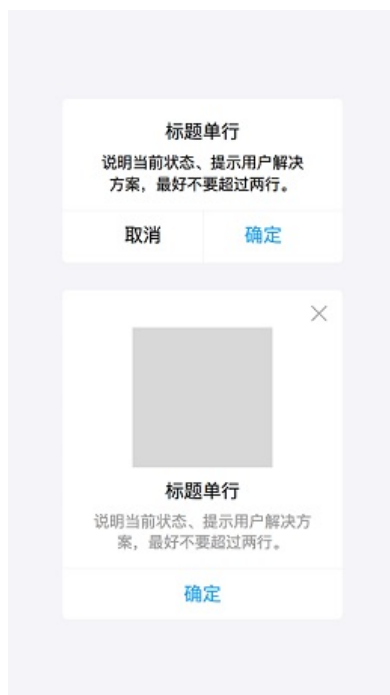 标题单行
说明当前状态、提示用户解决
方案，最好不要超过两行。
取消 确定
标题单行
说明当前状态、提示用户解决方
案，最好不要超过两行。
确定